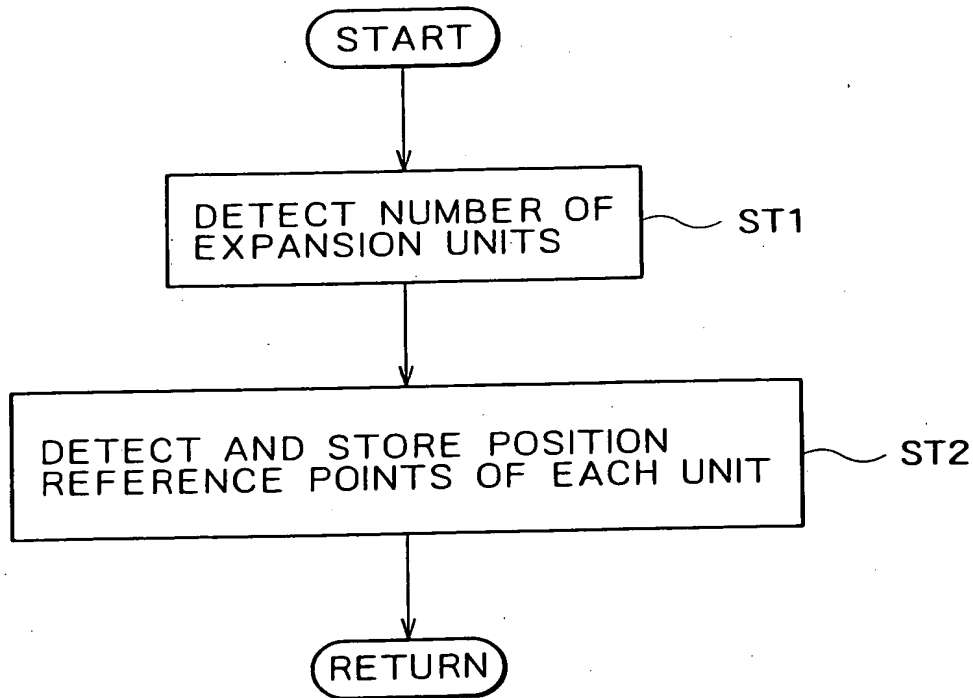 START
DETECT NUMBER OF
EXPANSION UNITS
ST1
DETECT AND STORE POSITION
REFERENCE POINTS OF EACH UNIT
ST2
RETURN